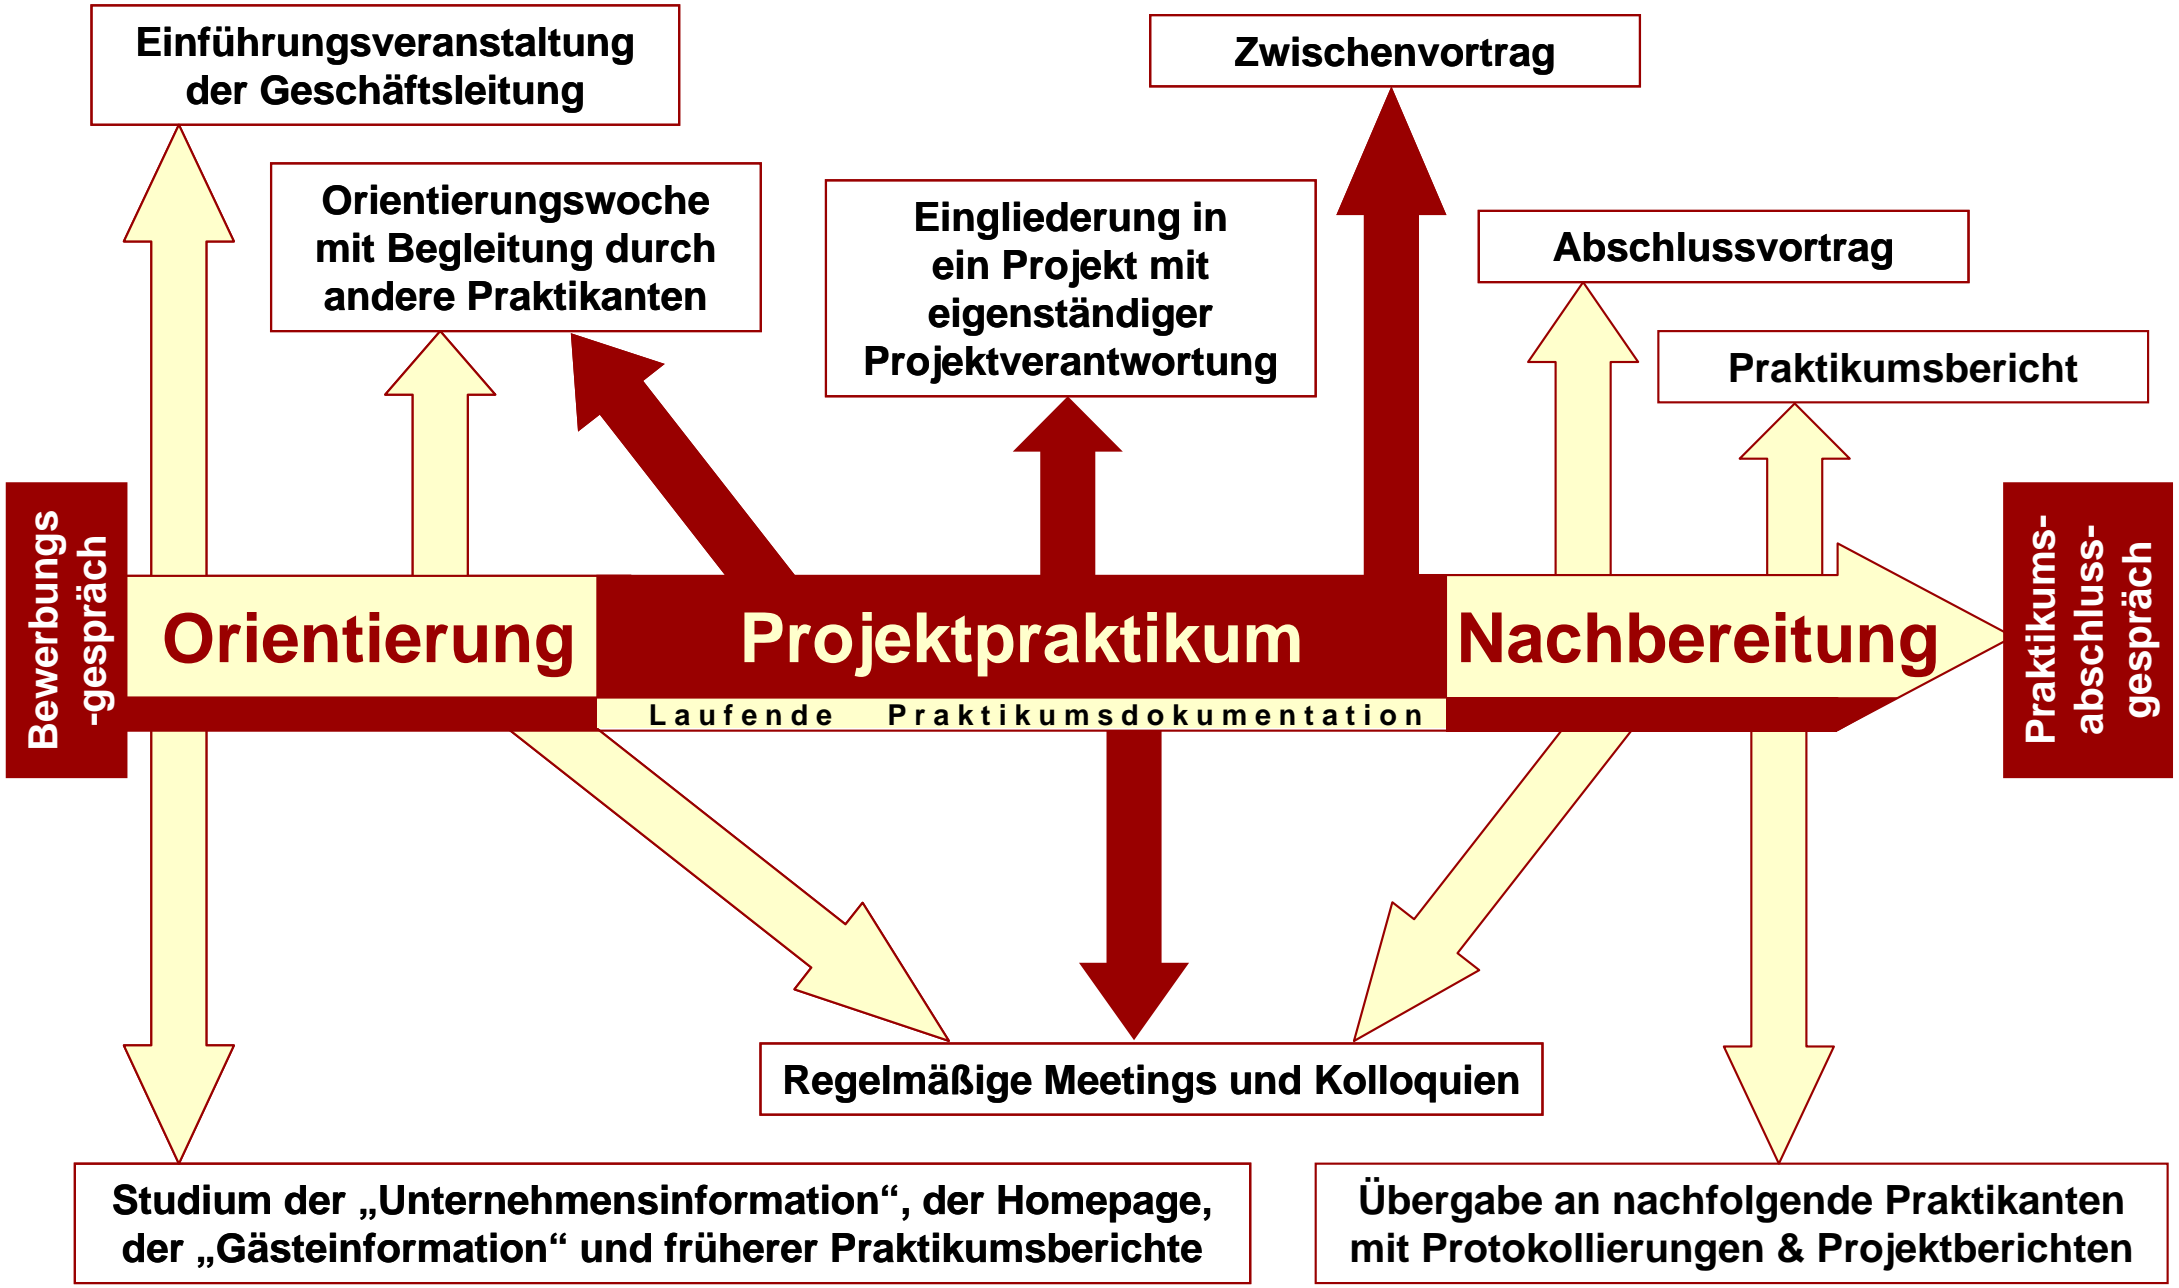 Einführungsveranstaltung
der Geschäftsleitung
Zwischenvortrag
Orientierungswoche
mit Begleitung durch
andere Praktikanten
Eingliederung in
ein Projekt mit
eigenständiger
Projektverantwortung
Abschlussvortrag
Praktikumsbericht
Bewerbungs
-gespräch
Orientierung
Projektpraktikum
Nachbereitung
Praktikums-
abschluss-
gespräch
Laufende Praktikumsdokumentation
Regelmäßige Meetings und Kolloquien
Studium der „Unternehmensinformation“, der Homepage,
der „Gästeinformation“ und früherer Praktikumsberichte
Übergabe an nachfolgende Praktikanten
mit Protokollierungen & Projektberichten